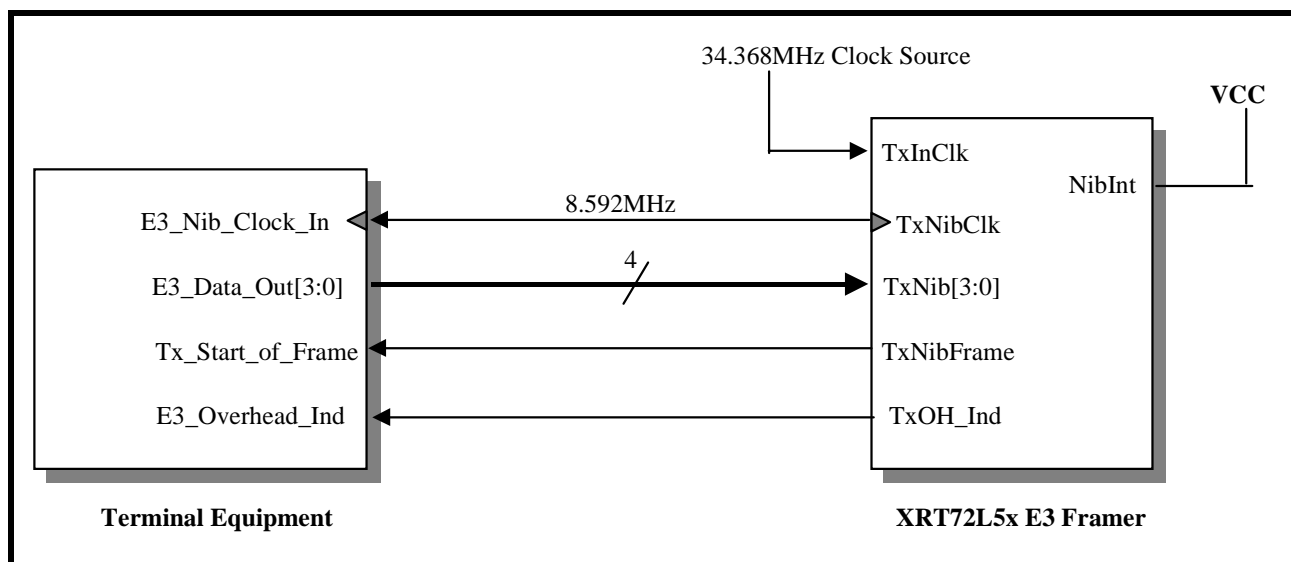 34.368MHz Clock Source
VCC
TxInClk
NibInt
8.592MHz
E3_Nib_Clock_In
TxNibClk
4
E3_Data_Out[3:0]
TxNib[3:0]
Tx_Start_of_Frame
TxNibFrame
E3_Overhead_Ind
TxOH_Ind
Terminal Equipment
XRT72L5x E3 Framer